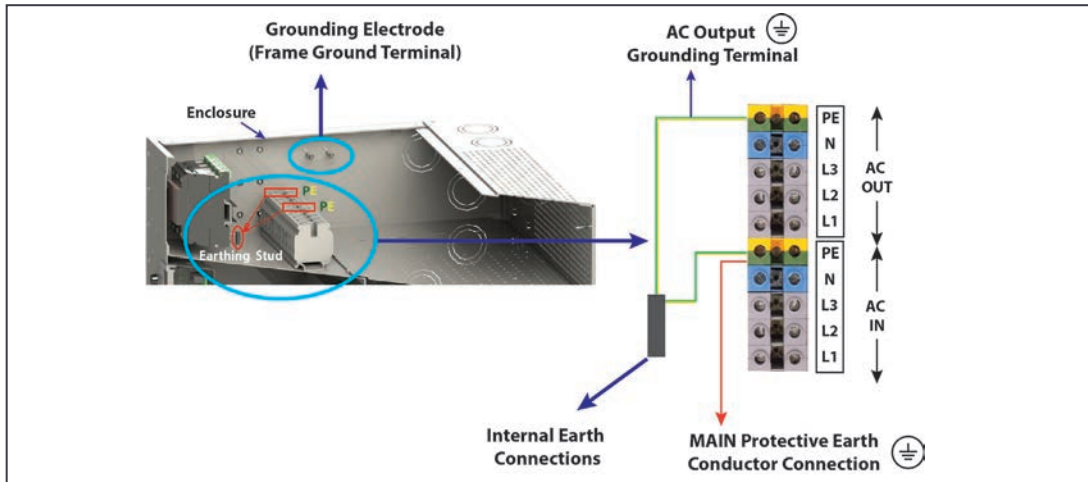 Grounding Electrode
(Frame Ground Terminal)
AC Output
Grounding Terminal
Enclosure
PE
PE
Earthing Stud
PE
N
L3
L2
L1
AC
OUT
PE
N
L3
L2
L1
AC
IN
Internal Earth
Connections
MAIN Protective Earth
Conductor Connection